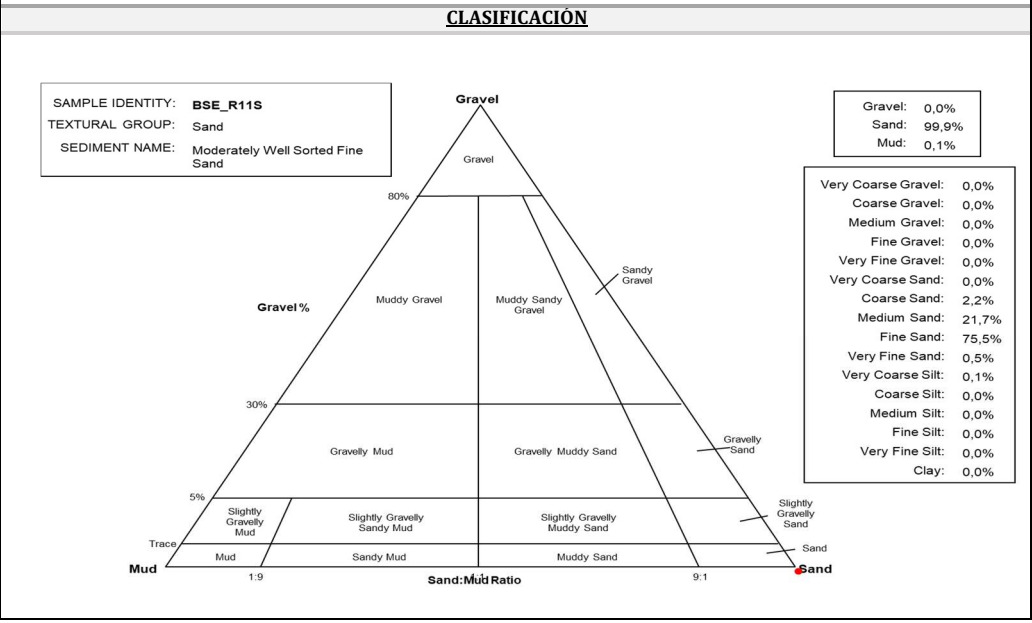 CLASIFICACIÓN
SAMPLE IDENTITY: BSE_R11S
TEXTURAL GROUP: Sand
SEDIMENT NAME: Moderately Well Sorted Fine
Sand
Gravel
Gravel
80%
Gravel %
Muddy Gravel
Muddy Sandy
Gravel
Sandy
Gravel
30%
Gravelly Mud
Gravelly Muddy Sand
Gravelly
Sand
5%
Slightly
Gravelly
Mud
Slightly Gravelly
Sandy Mud
Slightly Gravelly
Muddy Sand
Slightly
Gravelly
Sand
Trace
Mud
Sandy Mud
Muddy Sand
Sand
Mud
Sand
1:9
1:1
9:1
Sand:Mud Ratio
Gravel: 0,0%
Sand: 99,9%
Mud: 0,1%
Very Coarse Gravel: 0,0%
Coarse Gravel: 0,0%
Medium Gravel: 0,0%
Fine Gravel: 0,0%
Very Fine Gravel: 0,0%
Very Coarse Sand: 0,0%
Coarse Sand: 2,2%
Medium Sand: 21,7%
Fine Sand: 75,5%
Very Fine Sand: 0,5%
Very Coarse Silt: 0,1%
Coarse Silt: 0,0%
Medium Silt: 0,0%
Fine Silt: 0,0%
Very Fine Silt: 0,0%
Clay: 0,0%